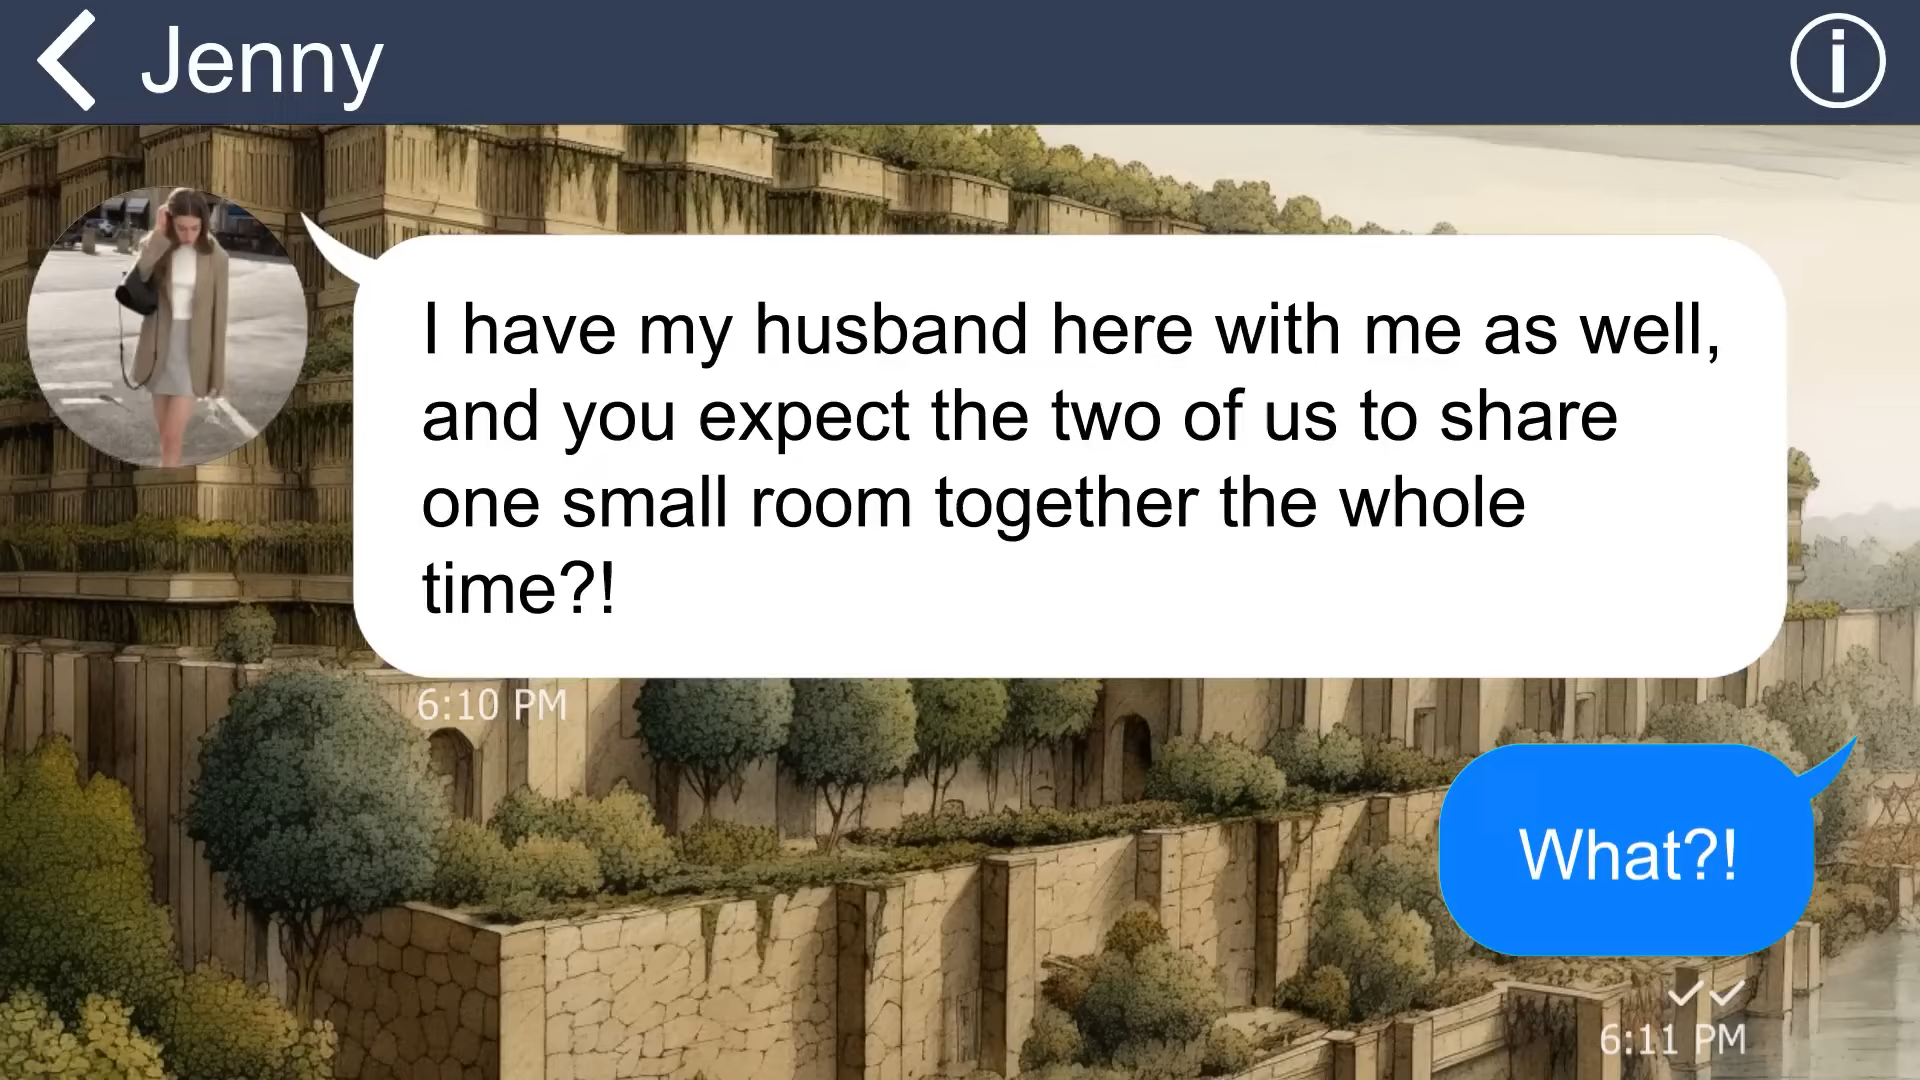 Jenny
I have my husband here with me as well,
and you expect the two of us to share
one small room together the whole
time?!
6:10 PM
What?!
6:11 PM